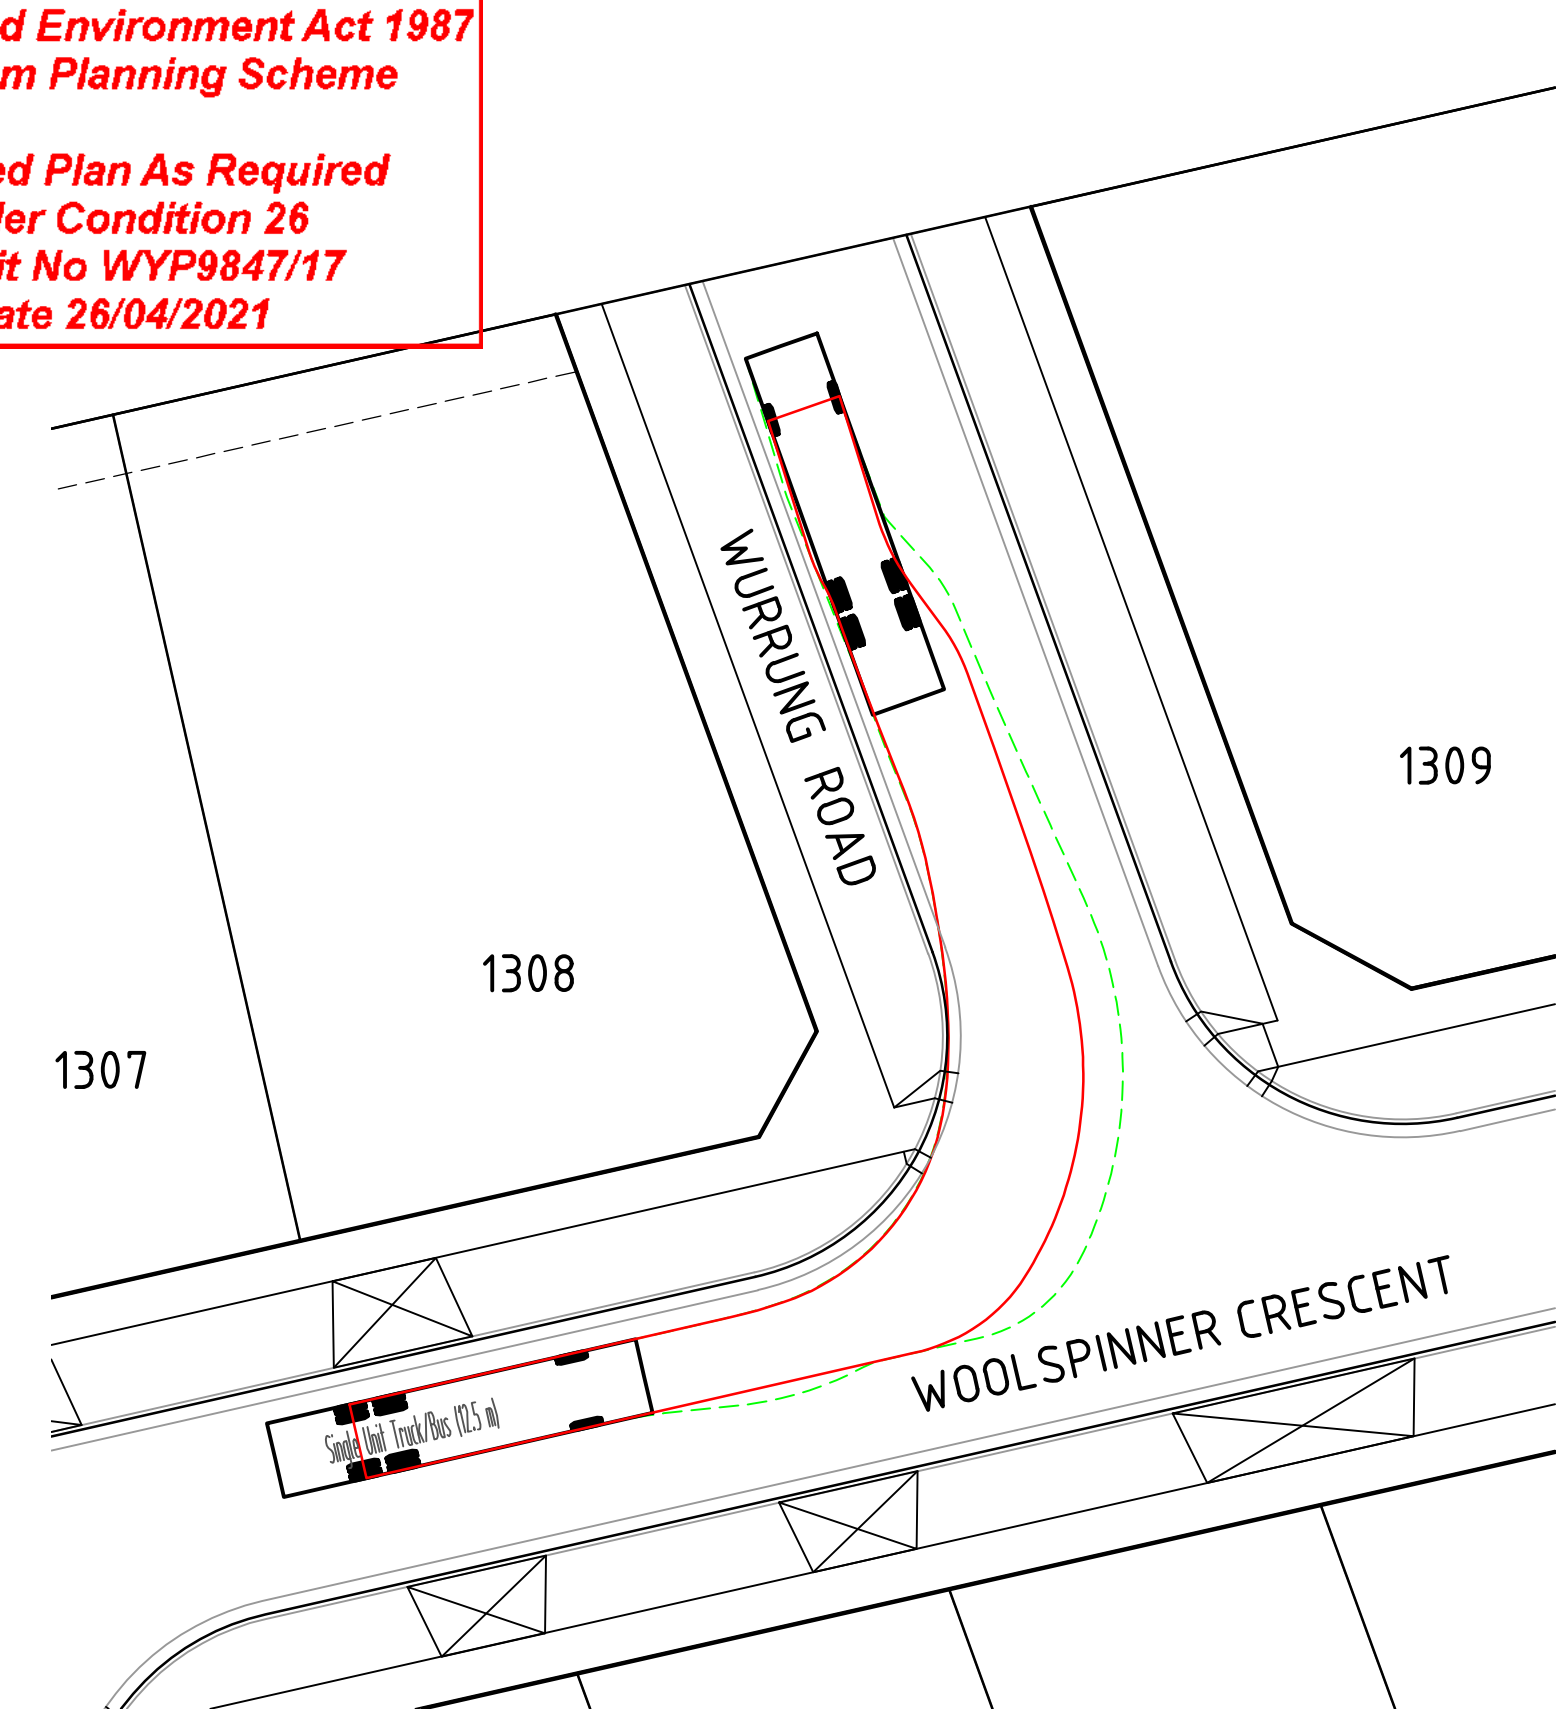 d Environment Act 1987
m Planning Scheme
ed Plan As Required
der Condition 26
it No WYP9847/17
ate 26/04/2021
WURRUNG ROAD
1309
1308
1307
WOOLSPINNER CRESCENT
Single Unit Truck/Bus (12.5 m)